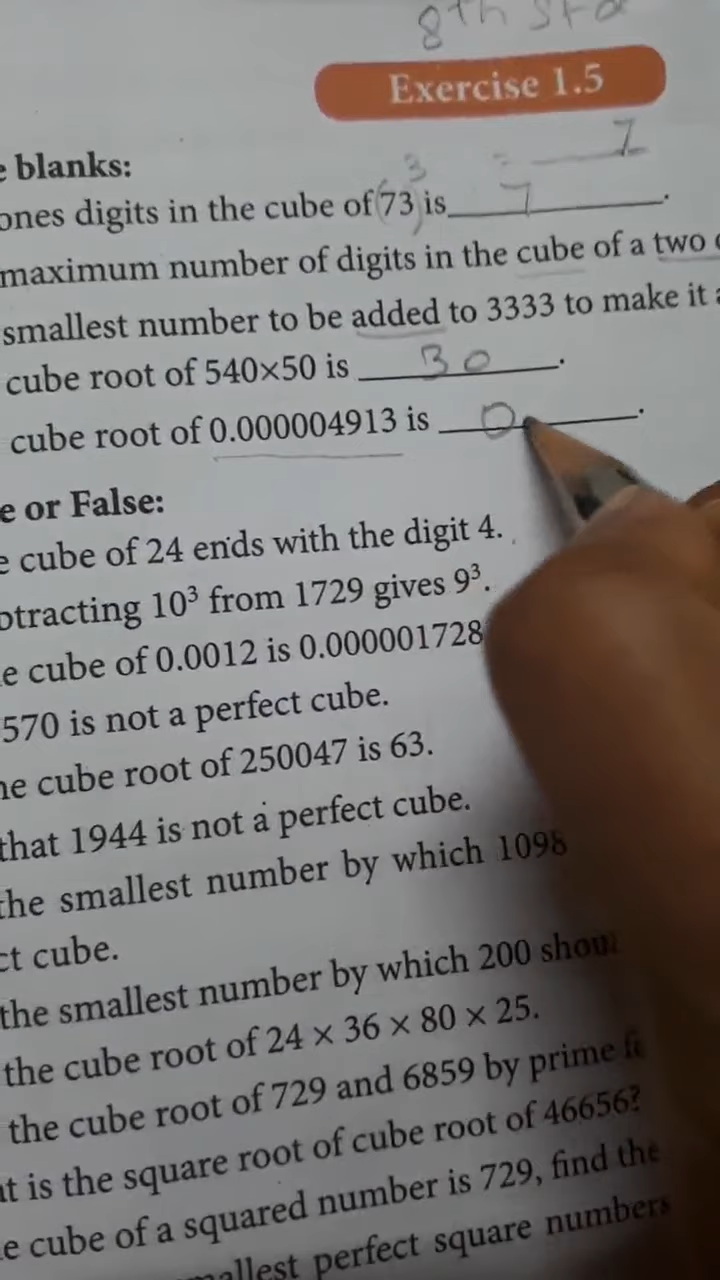 8th std
Exercise 1.5
blanks:
ones digits in the cube of (73)³ is 7.
maximum number of digits in the cube of a two
smallest number to be added to 3333 to make it
cube root of 540×50 is 30.
cube root of 0.000004913 is 0.
or False:
cube of 24 ends with the digit 4.
btracting 10³ from 1729 gives 9³.
e cube of 0.0012 is 0.000001728
570 is not a perfect cube.
he cube root of 250047 is 63.
that 1944 is not a perfect cube.
the smallest number by which 1098
ct cube.
the smallest number by which 200 shoul
the cube root of 24 × 36 × 80 × 25.
the cube root of 729 and 6859 by prime
at is the square root of cube root of 46656?
e cube of a squared number is 729, find the
mallest perfect square numbers